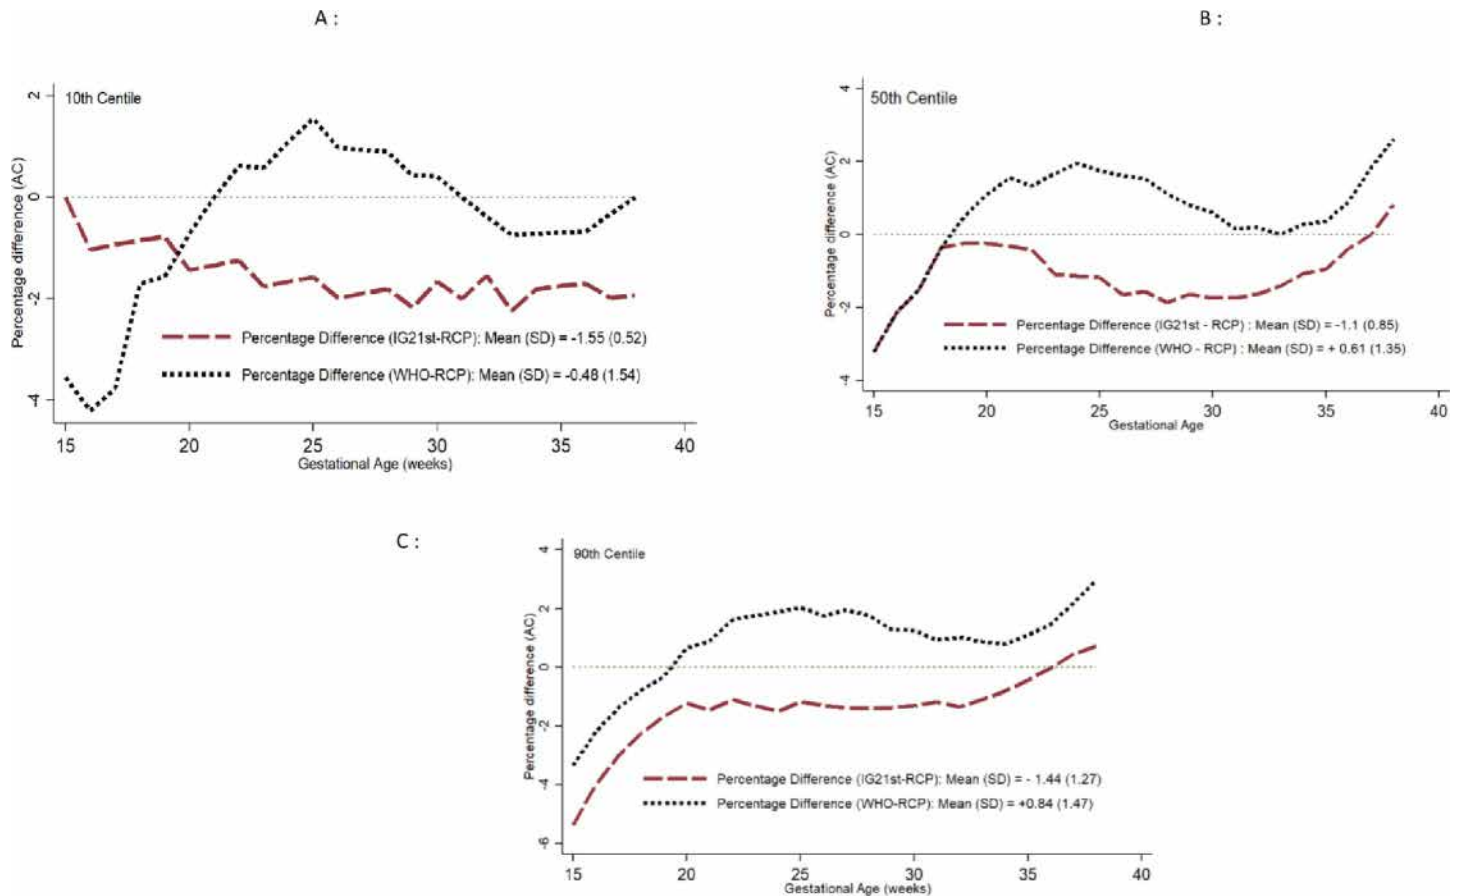 A :
10th Centile
Percentage difference (AC)
2
0
-2
-4
Percentage Difference (IG21st-RCP): Mean (SD) = -1.55 (0.52)
Percentage Difference (WHO-RCP): Mean (SD) = -0.48 (1.54)
15 20 25 30 35 40
Gestational Age (weeks)
B :
50th Centile
Percentage difference (AC)
4
2
0
-2
-4
Percentage Difference (IG21st - RCP) : Mean (SD) = -1.1 (0.85)
Percentage Difference (WHO - RCP) : Mean (SD) = + 0.61 (1.35)
15 20 25 30 35 40
Gestational Age
C :
90th Centile
Percentage difference (AC)
4
2
0
-2
-4
-6
Percentage Difference (IG21st-RCP): Mean (SD) = - 1.44 (1.27)
Percentage Difference (WHO-RCP): Mean (SD) = +0.84 (1.47)
15 20 25 30 35 40
Gestational Age (weeks)